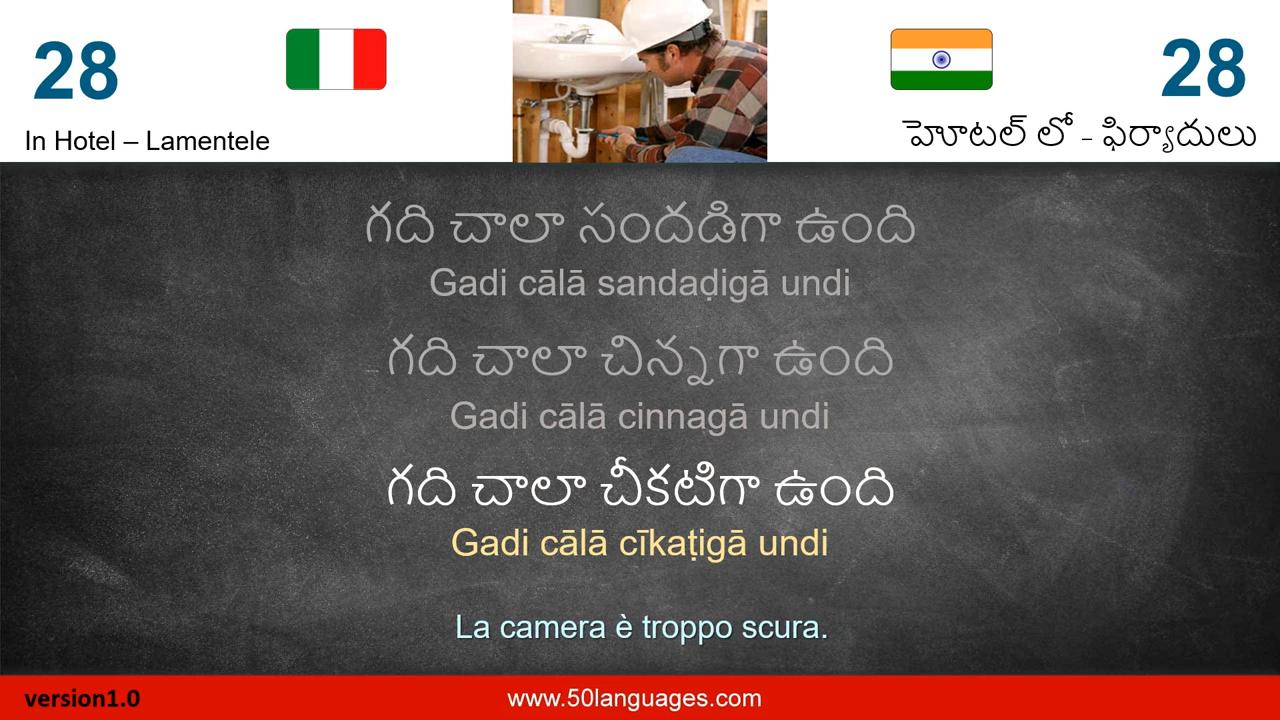 28
28
In Hotel – Lamentele
హెూటల్ లో – ఫిర్యాదులు
గది చాలా సందడిగా ఉంది
Gadi cālā sandaḍigā undi
గది చాలా చిన్నగా ఉంది
Gadi cālā cinnagā undi
గది చాలా చీకటిగా ఉంది
Gadi cālā cīkaṭigā undi
La camera è troppo scura.
version1.0
www.50languages.com